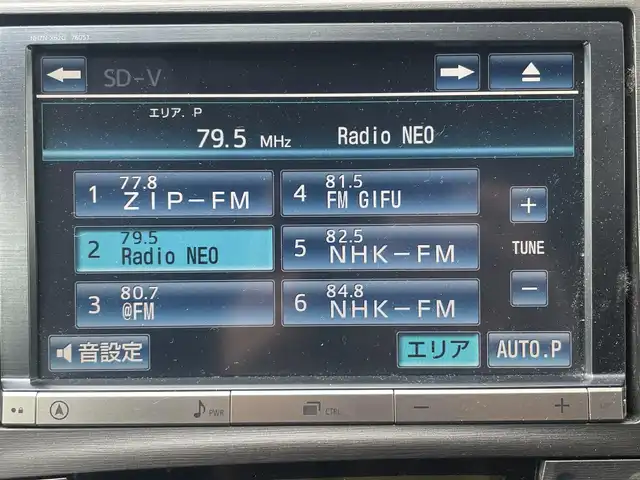 SD-V
エリア. P
79.5 MHz Radio NEO
1 77.8 ZIP-FM
4 81.5 FM GIFU
2 79.5 Radio NEO
5 82.5 NHK-FM
3 80.7 @FM
6 84.8 NHK-FM
+
TUNE
−
音設定
エリア
AUTO.P
PWR
CTRL
− +